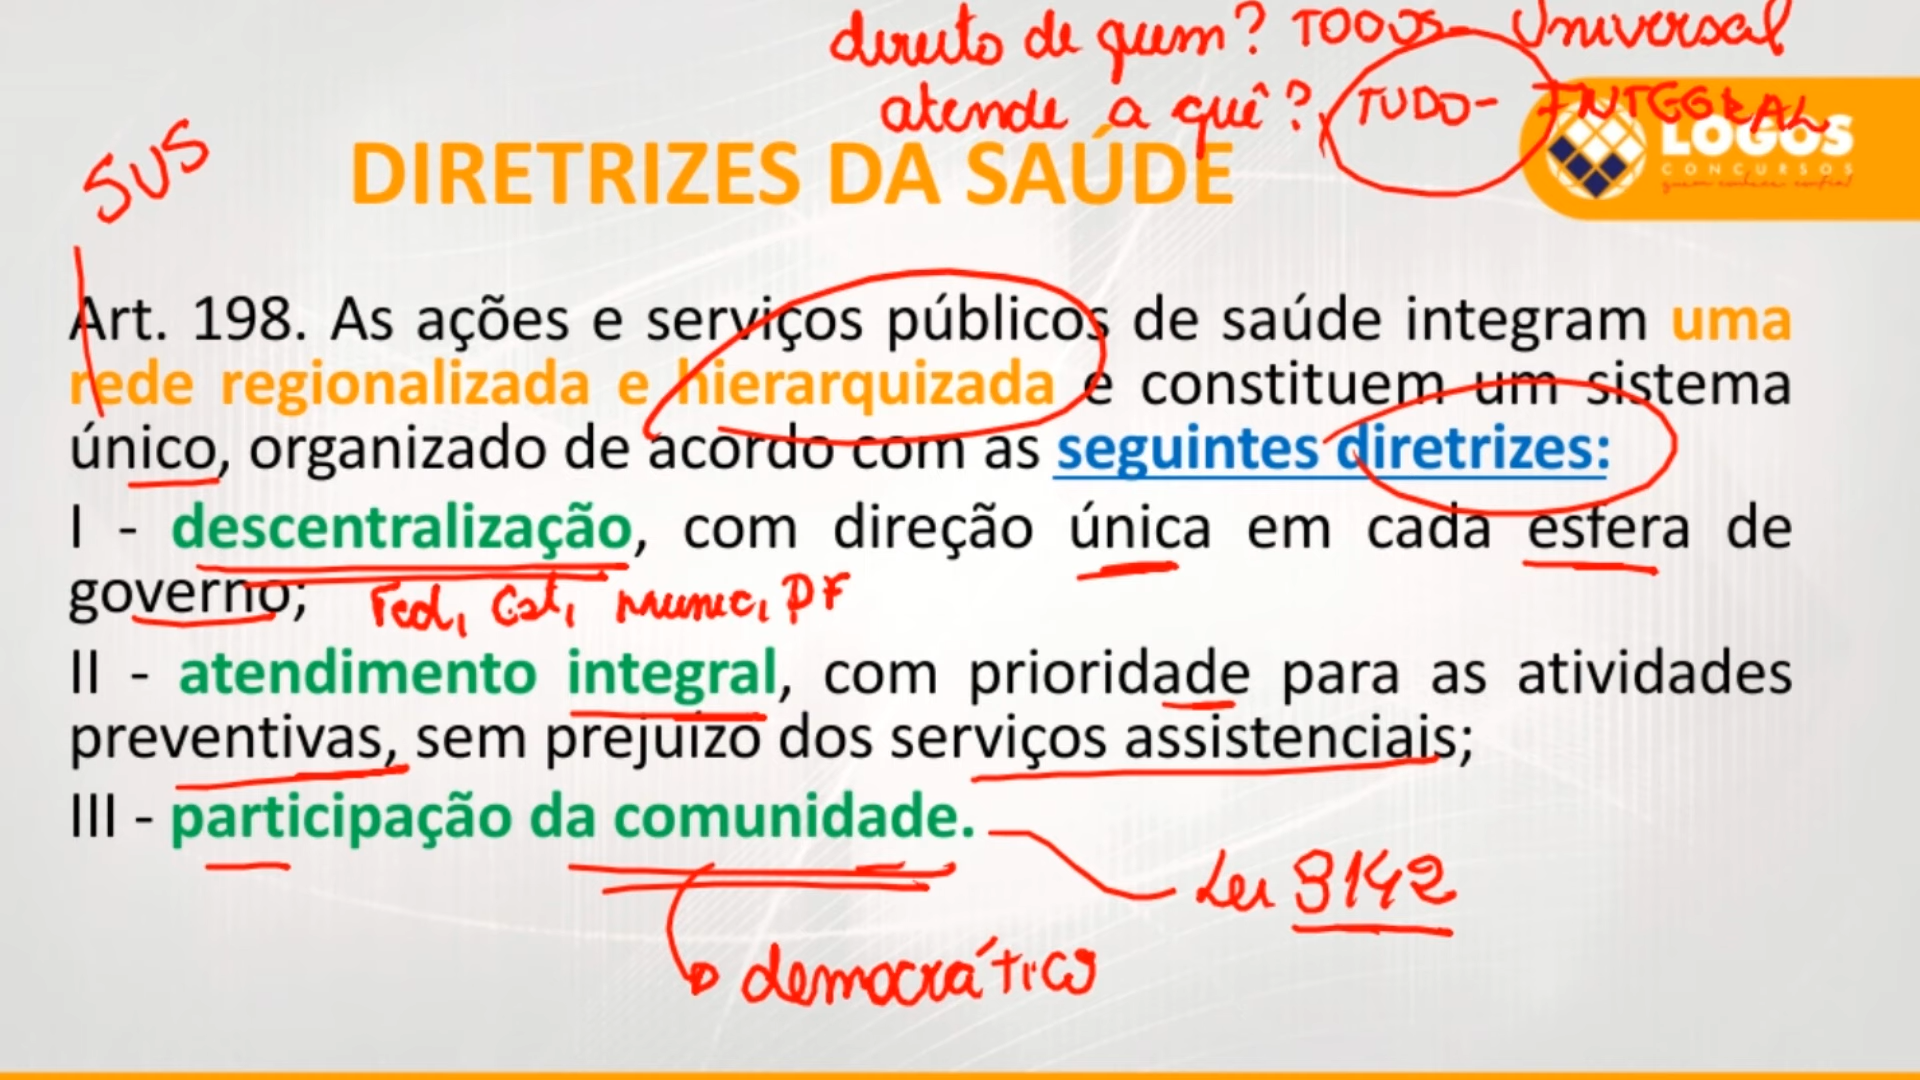 direito de quem? TODOS - Universal
atende a quê? TUDO - INTEGRAL
SUS
DIRETRIZES DA SAÚDE
LOGOS
CONCURSOS
Art. 198. As ações e serviços públicos de saúde integram uma
rede regionalizada e hierarquizada e constituem um sistema
único, organizado de acordo com as seguintes diretrizes:
I - descentralização, com direção única em cada esfera de
governo; Fed, Est, munic, DF
II - atendimento integral, com prioridade para as atividades
preventivas, sem prejuízo dos serviços assistenciais;
III - participação da comunidade.
Lei 8142
democrático